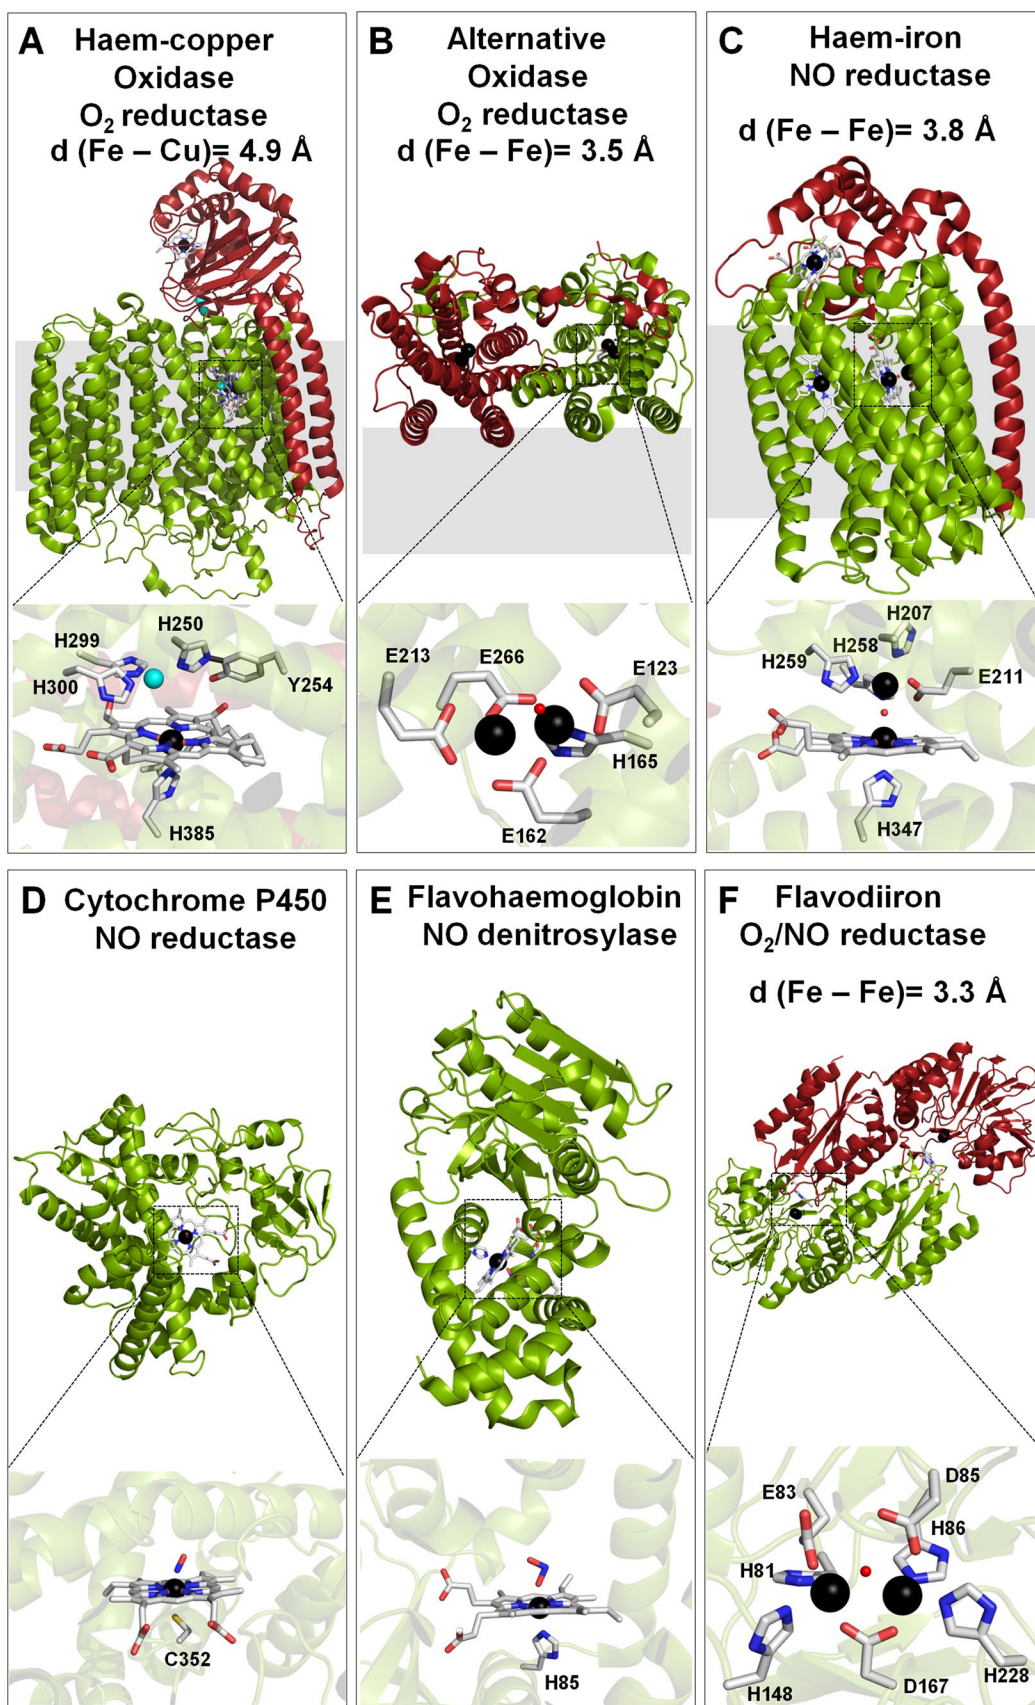 A Haem-copper
Oxidase
O₂ reductase
d (Fe – Cu)= 4.9 Å
H299
H250
H300
Y254
H385
B Alternative
Oxidase
O₂ reductase
d (Fe – Fe)= 3.5 Å
E213
E266
E123
H165
E162
C Haem-iron
NO reductase
d (Fe – Fe)= 3.8 Å
H207
H258
H259
E211
H347
D Cytochrome P450
NO reductase
C352
E Flavohaemoglobin
NO denitrosylase
H85
F Flavodiiron
O₂/NO reductase
d (Fe – Fe)= 3.3 Å
D85
E83
H86
H81
H228
D167
H148